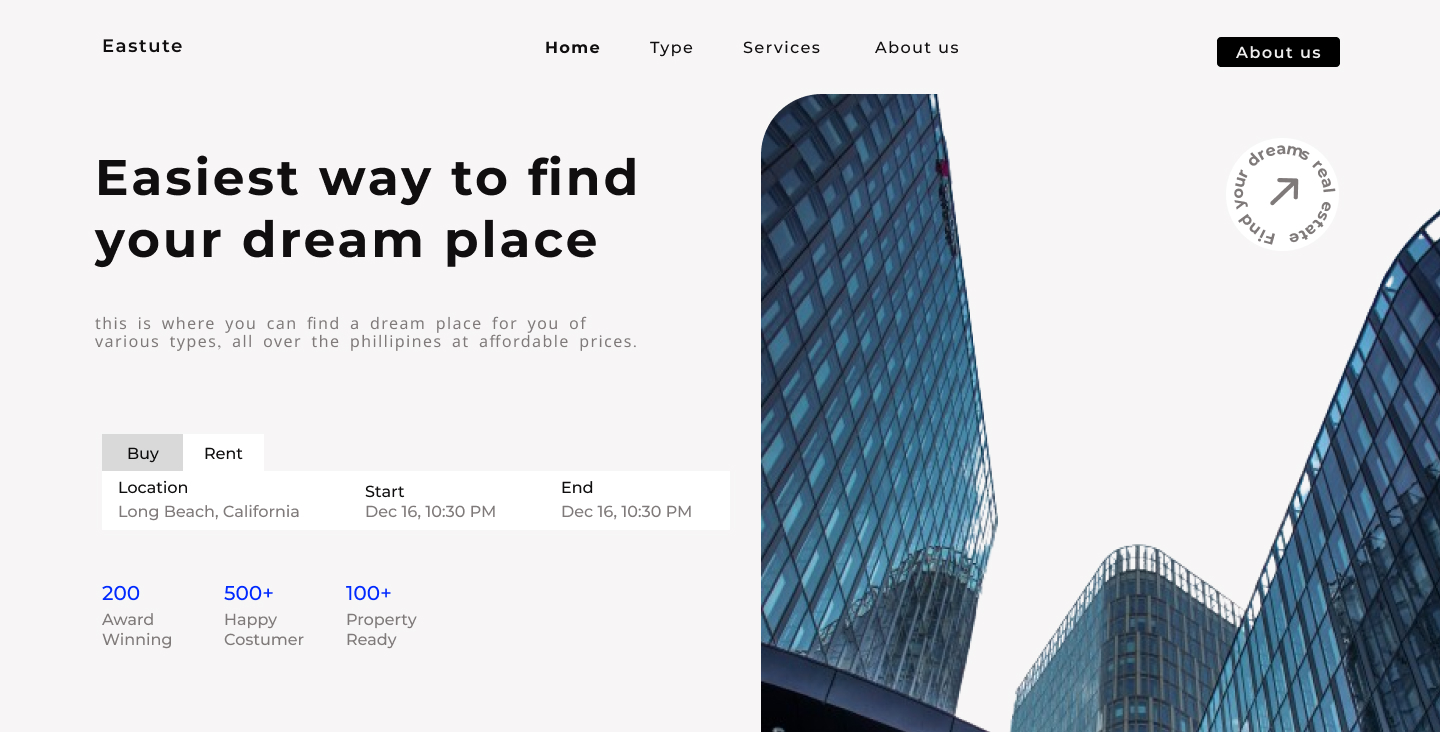 Eastute
Home Type Services About us
About us
Easiest way to find
your dream place
this is where you can find a dream place for you of
various types, all over the phillipines at affordable prices.
Find your dreams real estate
Buy Rent
Location Start End
Long Beach, California Dec 16, 10:30 PM Dec 16, 10:30 PM
200 500+ 100+
Award Happy Property
Winning Costumer Ready